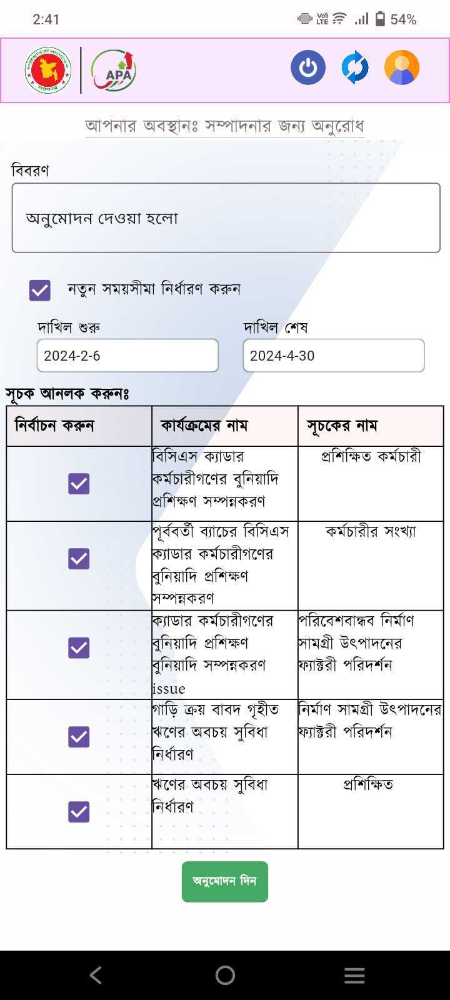 2:41
Vo)) LTE 54%
APA
আপনার অবস্থানঃ সম্পাদনার জন্য অনুরোধ
বিবরণ
অনুমোদন দেওয়া হলো
নতুন সময়সীমা নির্ধারণ করুন
দাখিল শুরু দাখিল শেষ
2024-2-6 2024-4-30
সূচক আনলক করুনঃ
নির্বাচন করুন কার্যক্রমের নাম সূচকের নাম
বিসিএস ক্যাডার প্রশিক্ষিত কর্মচারী
কর্মচারীগণের বুনিয়াদি
প্রশিক্ষণ সম্পন্নকরণ
পূর্ববর্তী ব্যাচের বিসিএস কর্মচারীর সংখ্যা
ক্যাডার কর্মচারীগণের
বুনিয়াদি প্রশিক্ষণ
সম্পন্নকরণ
ক্যাডার কর্মচারীগণের পরিবেশবান্ধব নির্মাণ
বুনিয়াদি প্রশিক্ষণ সামগ্রী উৎপাদনের
বুনিয়াদি সম্পন্নকরণ ফ্যাক্টরী পরিদর্শন
issue
গাড়ি ক্রয় বাবদ গৃহীত নির্মাণ সামগ্রী উৎপাদনের
ঋণের অবচয় সুবিধা ফ্যাক্টরী পরিদর্শন
নির্ধারণ
ঋণের অবচয় সুবিধা প্রশিক্ষিত
নির্ধারণ
অনুমোদন দিন